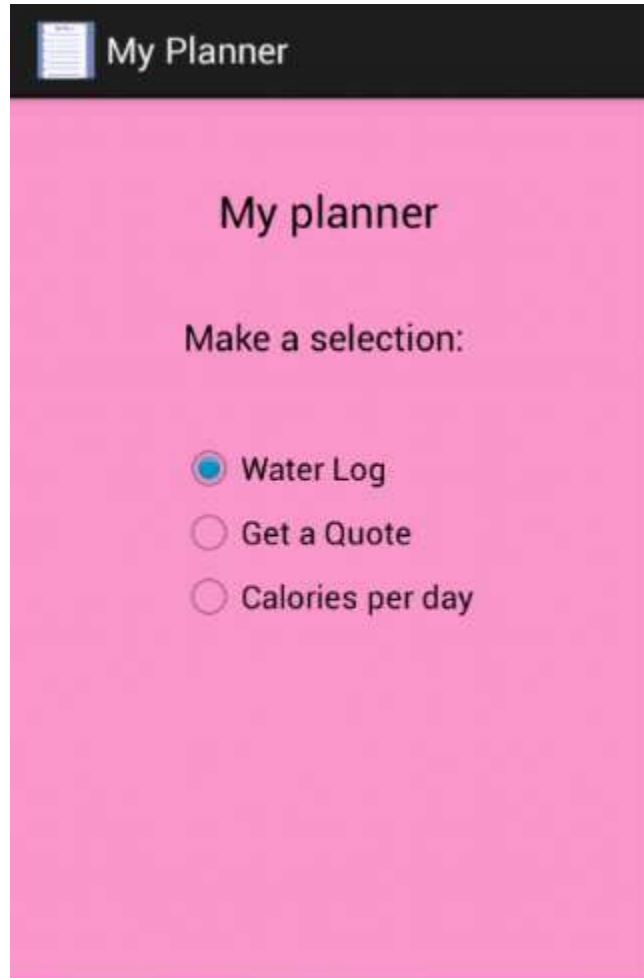 My Planner
My planner
Make a selection:
Water Log
Get a Quote
Calories per day